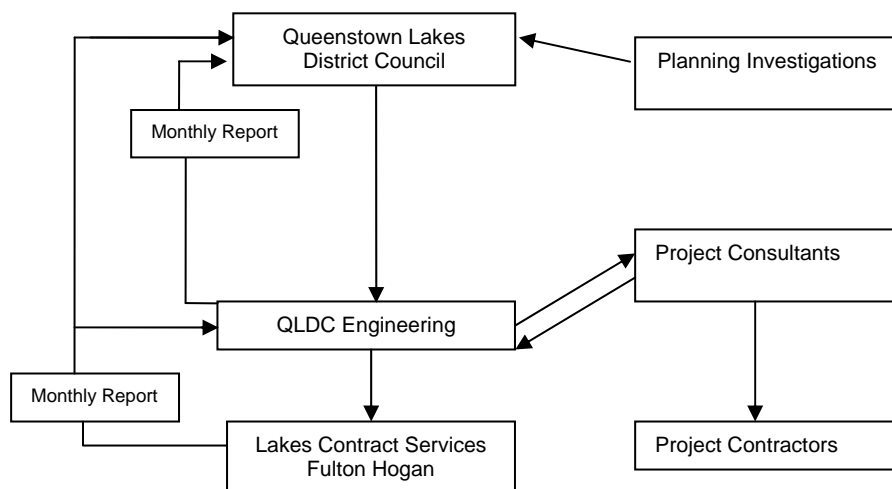 Queenstown Lakes
District Council
Planning Investigations
Monthly Report
Project Consultants
QLDC Engineering
Monthly Report
Lakes Contract Services
Fulton Hogan
Project Contractors